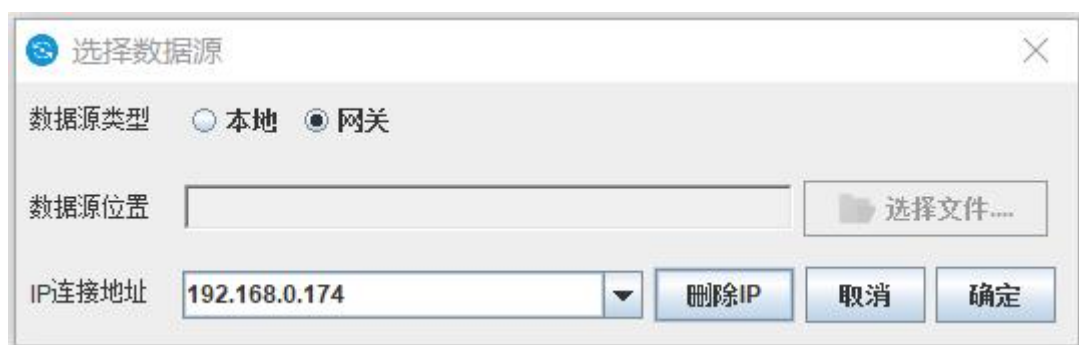 选择数据源
数据源类型 本地 网关
数据源位置 选择文件....
IP连接地址 192.168.0.174 删除IP 取消 确定